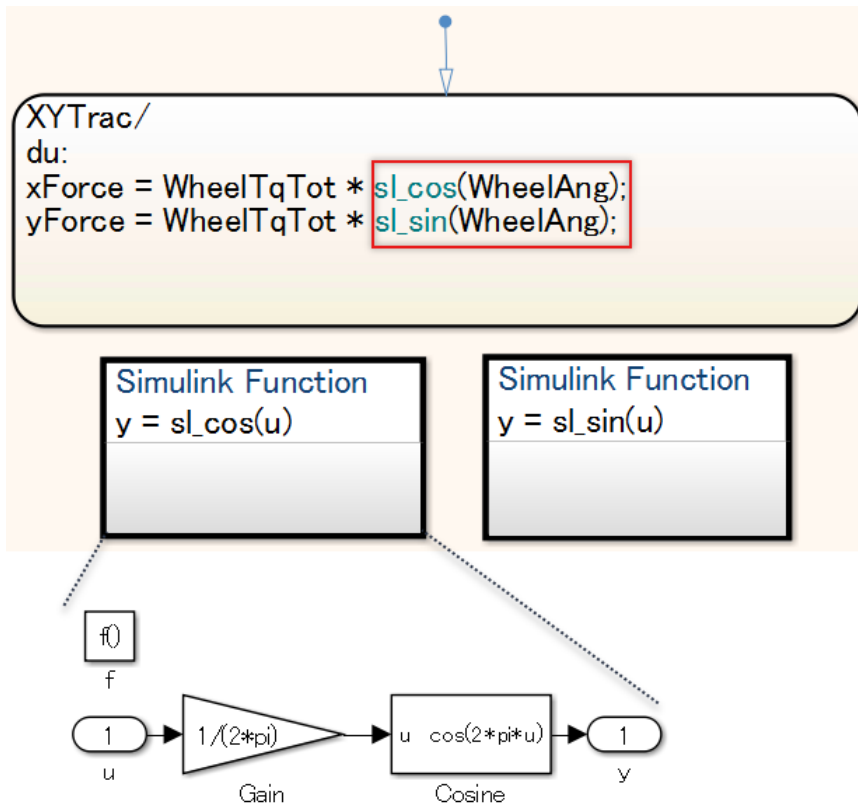 XYTrac/
du:
xForce = WheelTqTot * sl_cos(WheelAng);
yForce = WheelTqTot * sl_sin(WheelAng);
Simulink Function
y = sl_cos(u)
Simulink Function
y = sl_sin(u)
f()
f
1
u
1/(2*pi)
Gain
u cos(2*pi*u)
Cosine
1
y